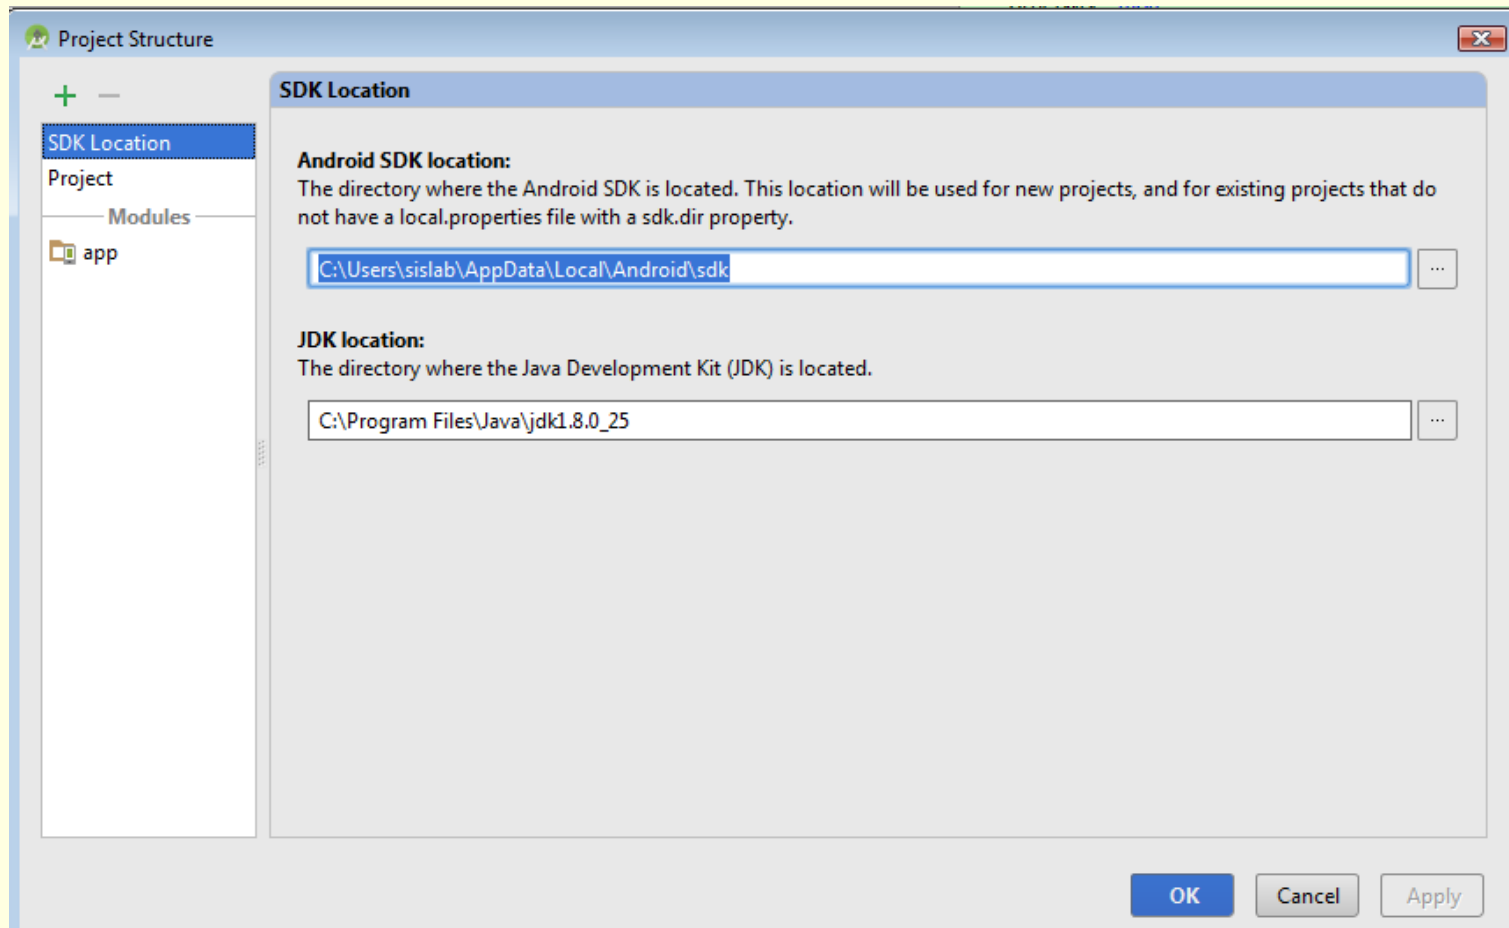 Project Structure
SDK Location
Project
Modules
app
SDK Location
Android SDK location:
The directory where the Android SDK is located. This location will be used for new projects, and for existing projects that do
not have a local.properties file with a sdk.dir property.
C:\Users\sislab\AppData\Local\Android\sdk
...
JDK location:
The directory where the Java Development Kit (JDK) is located.
C:\Program Files\Java\jdk1.8.0_25
...
OK
Cancel
Apply